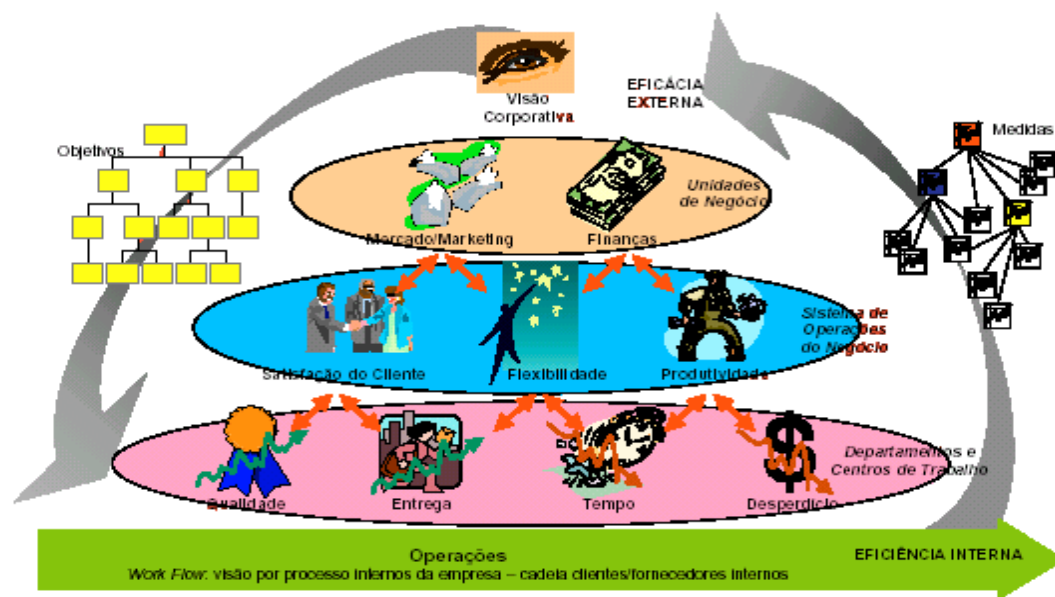 Visão
Corporativa
EFICÁCIA
EXTERNA
Objetivos
Medidas
Unidades
de Negócio
Mercado/Marketing
Finanças
Sistema de
Operações
do Negócio
Satisfação do Cliente
Flexibilidade
Produtividade
Departamentos e
Centros de Trabalho
Qualidade
Entrega
Tempo
Desperdício
Operações
EFICIÊNCIA INTERNA
Work Flow: visão por processo internos da empresa – cadeia clientes/fornecedores internos